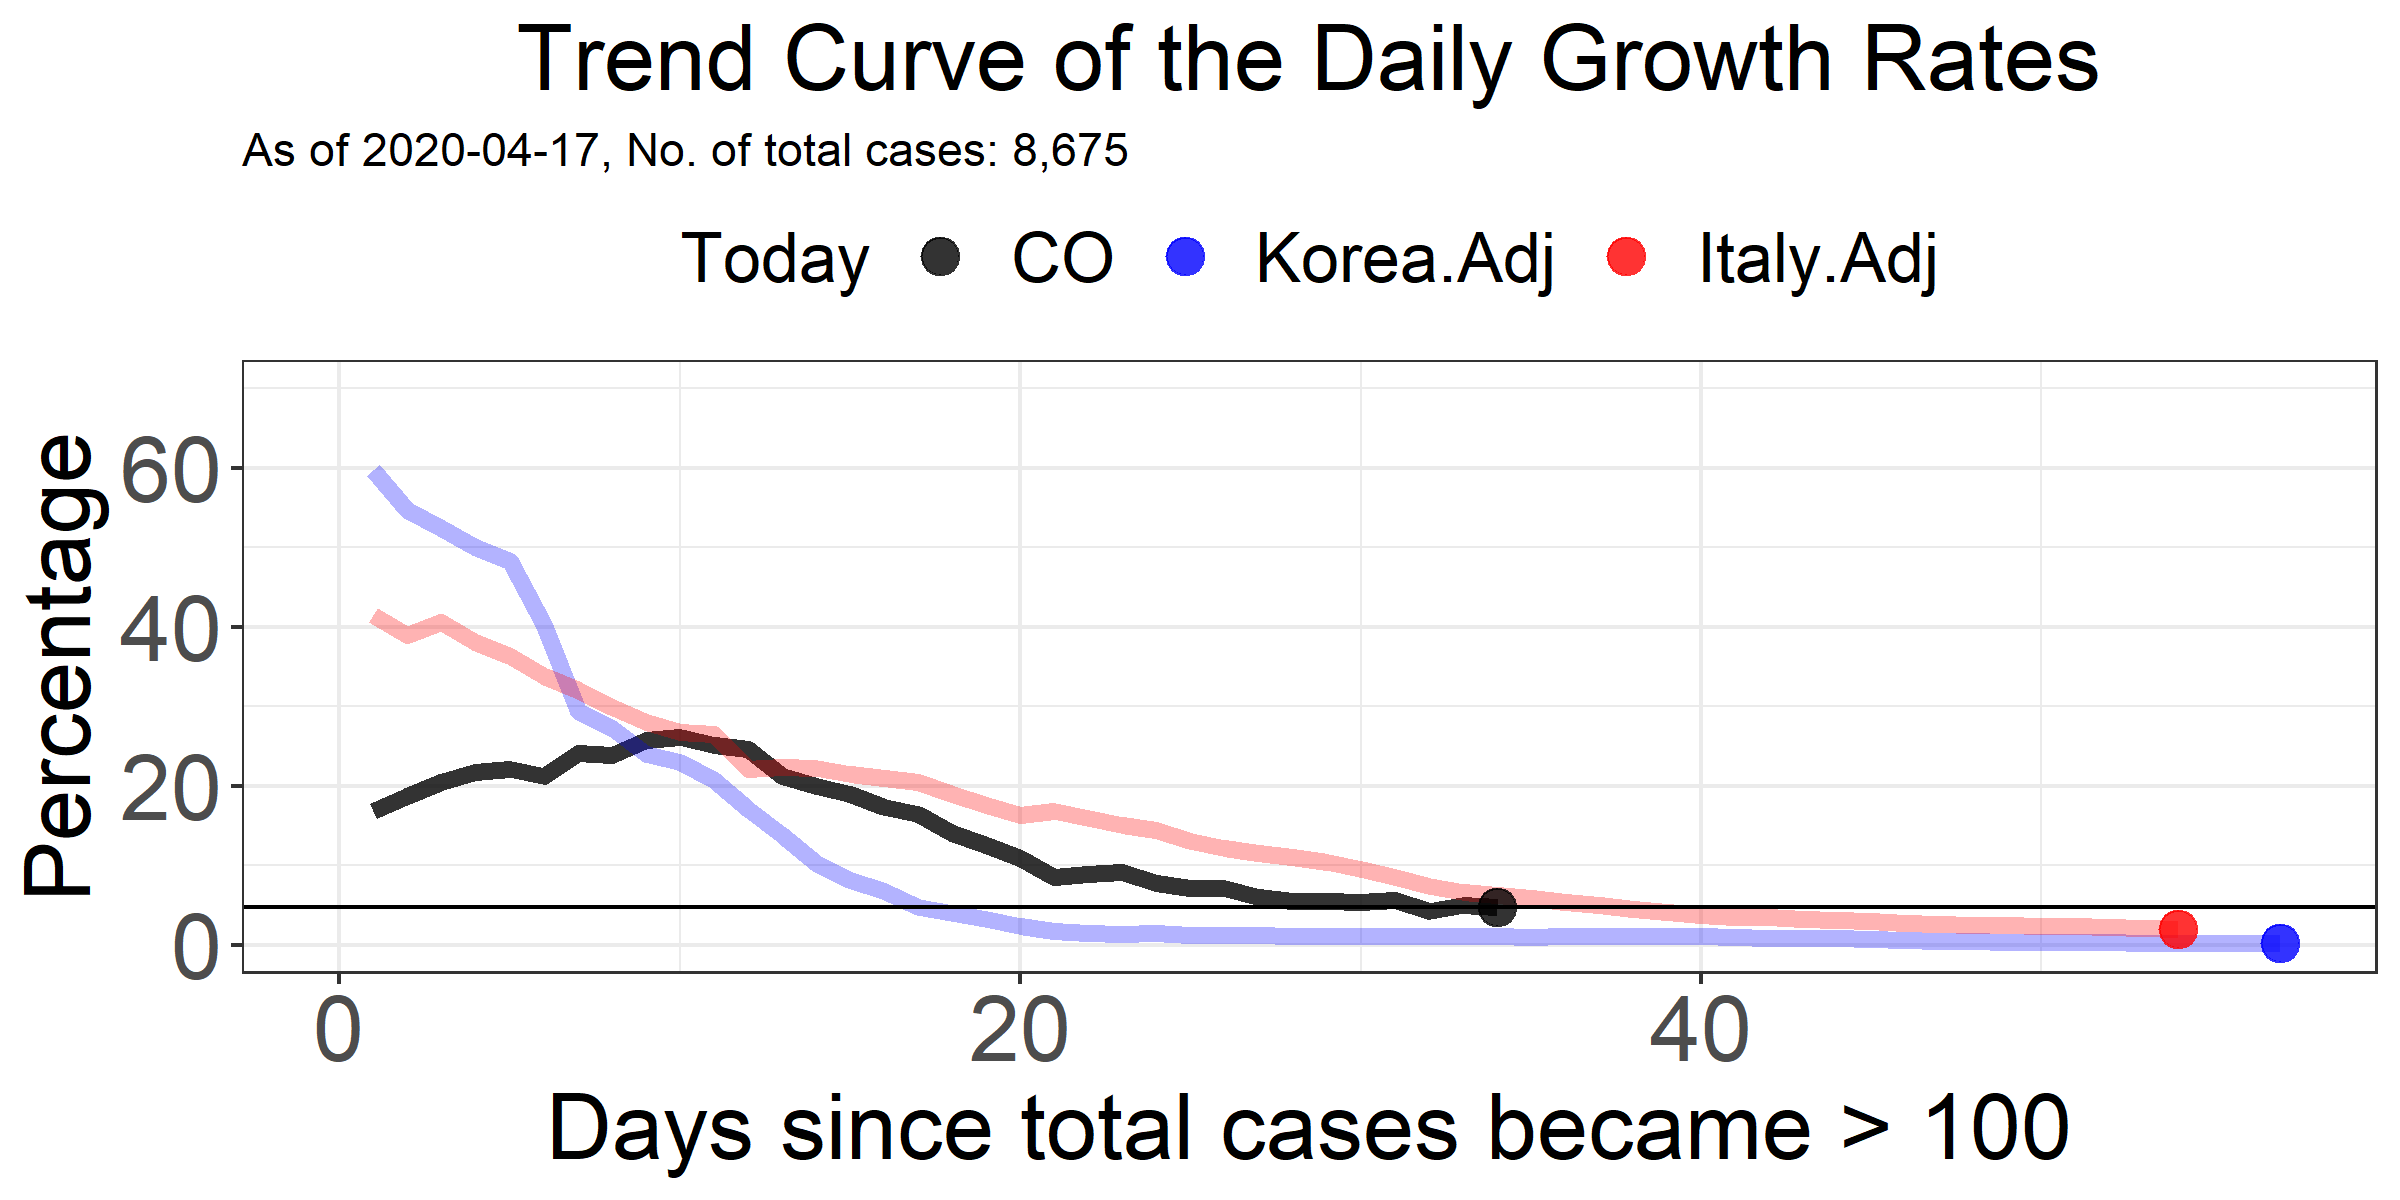 Trend Curve of the Daily Growth Rates
As of 2020-04-17, No. of total cases: 8,675
Today CO Korea.Adj Italy.Adj
Percentage
60
40
20
0
0 20 40
Days since total cases became > 100